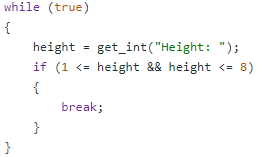 while (true)
{
    height = get_int("Height: ");
    if (1 <= height && height <= 8)
    {
        break;
    }
}